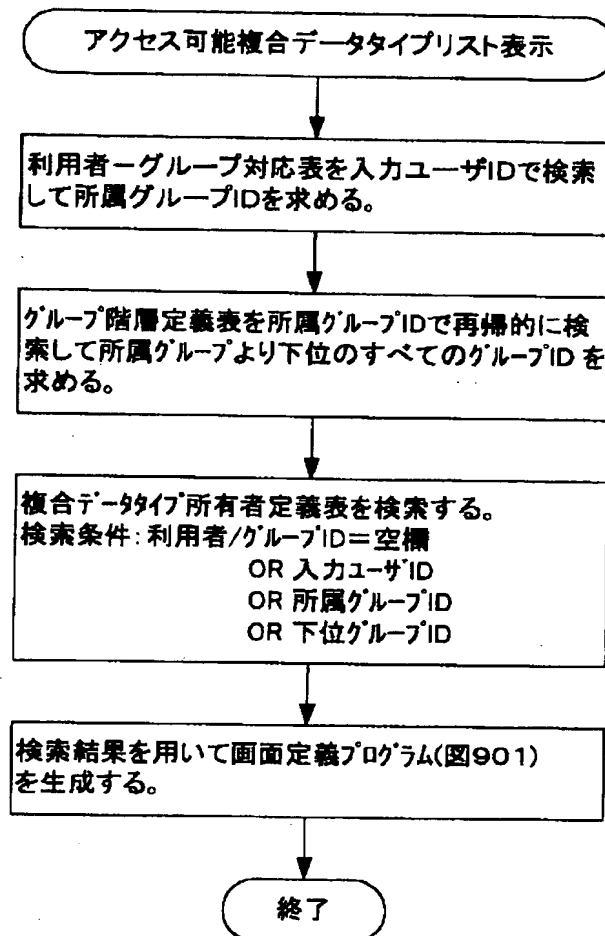 アクセス可能複合データタイプリスト表示
利用者ーグループ対応表を入力ユーザIDで検索
して所属グループIDを求める。
グループ階層定義表を所属グループIDで再帰的に検
索して所属グループより下位のすべてのグループIDを
求める。
複合データタイプ所有者定義表を検索する。
検索条件:利用者/グループID=空欄
OR 入力ユーザID
OR 所属グループID
OR 下位グループID
検索結果を用いて画面定義プログラム(図901)
を生成する。
終了